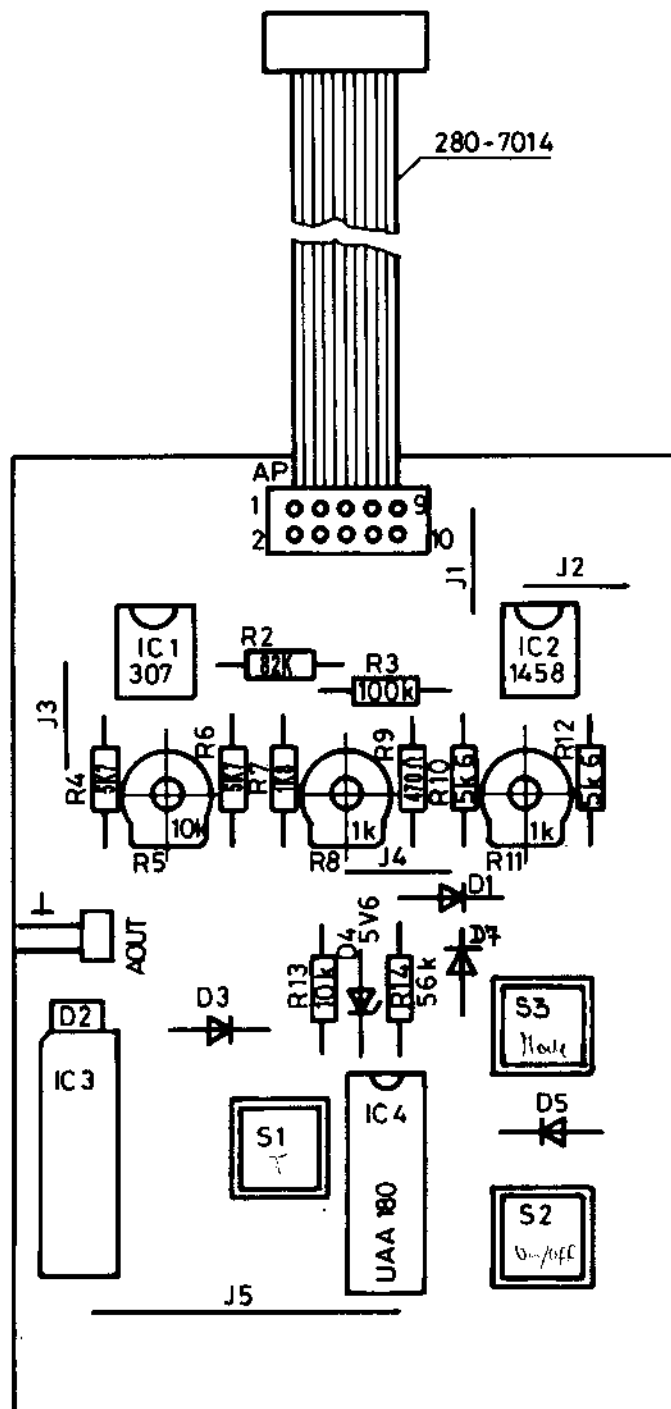 280-7014
AP
1 9
2 10
J1
J2
IC1
307
R2
82K
R3
100k
IC2
1458
J3
R4
5K7
R5
10k
R6
5K7
R7
1K8
R8
1k
R9
470Ω
R10
5k6
R11
1k
R12
5k6
J4
D1
AOUT
R13
10k
D4
5V6
R14
56k
D7
D2
IC3
D3
S3
Mode
S1
T
IC4
UAA 180
D5
S2
On/Off
J5